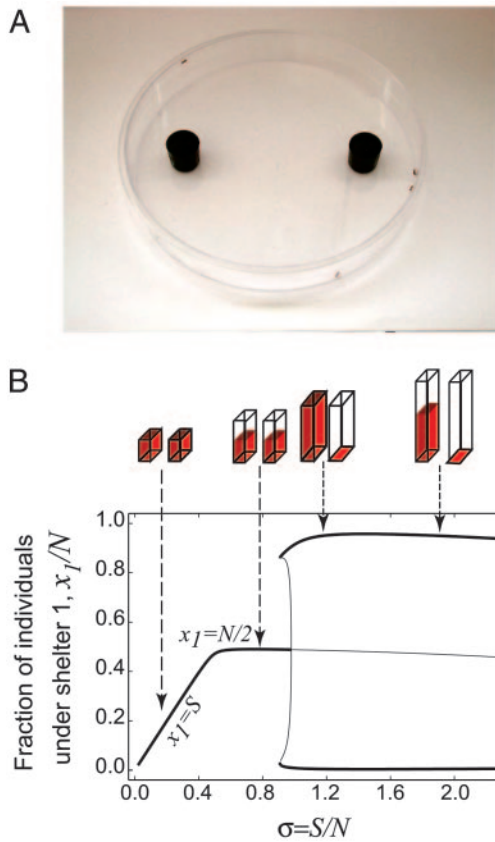 A
B
Fraction of individuals
under shelter 1, x₁/N
1.0
0.8
0.6
0.4
0.2
0.0
x₁=N/2
x₁=S
0.0 0.4 0.8 1.2 1.6 2.0
σ=S/N